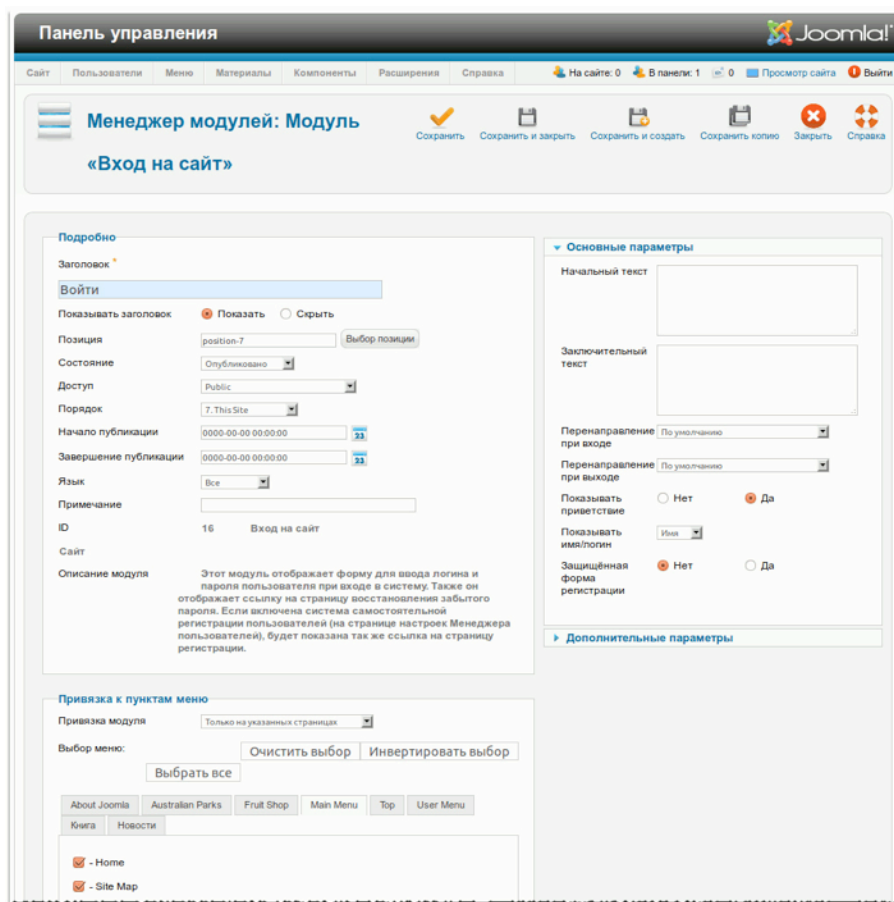 Панель управления
Joomla!
Сайт Пользователи Меню Материалы Компоненты Расширения Справка На сайте: 0 В панели: 1 0 Просмотр сайта Выйти
Менеджер модулей: Модуль
«Вход на сайт»
Сохранить Сохранить и закрыть Сохранить и создать Сохранить копию Закрыть Справка
Подробно
Заголовок *
Войти
Показывать заголовок Показать Скрыть
Позиция position-7 Выбор позиции
Состояние Опубликовано
Доступ Public
Порядок 7. This Site
Начало публикации 0000-00-00 00:00:00 23
Завершение публикации 0000-00-00 00:00:00 23
Язык Все
Примечание
ID 16 Вход на сайт
Сайт
Описание модуля Этот модуль отображает форму для ввода логина и
пароля пользователя при входе в систему. Также он
отображает ссылку на страницу восстановления забытого
пароля. Если включена система самостоятельной
регистрации пользователей (на странице настроек Менеджера
пользователей), будет показана так же ссылка на страницу
регистрации.
Привязка к пунктам меню
Привязка модуля Только на указанных страницах
Выбор меню: Очистить выбор Инвертировать выбор
Выбрать все
About Joomla Australian Parks Fruit Shop Main Menu Top User Menu
Книга Новости
- Home
- Site Map
Основные параметры
Начальный текст
Заключительный
текст
Перенаправление По умолчанию
при входе
Перенаправление По умолчанию
при выходе
Показывать Нет Да
приветствие
Показывать Имя
имя/логин
Защищённая Нет Да
форма
регистрации
Дополнительные параметры